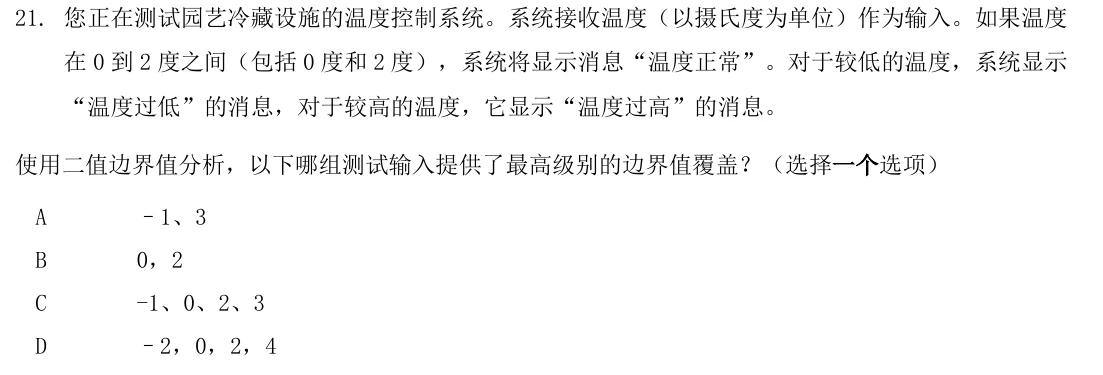 21. 您正在测试园艺冷藏设施的温度控制系统。系统接收温度（以摄氏度为单位）作为输入。如果温度
在 0 到 2 度之间（包括 0 度和 2 度），系统将显示消息“温度正常”。对于较低的温度，系统显示
“温度过低”的消息，对于较高的温度，它显示“温度过高”的消息。
使用二值边界值分析，以下哪组测试输入提供了最高级别的边界值覆盖？（选择一个选项）
A –1、3
B 0，2
C -1、0、2、3
D –2，0，2，4